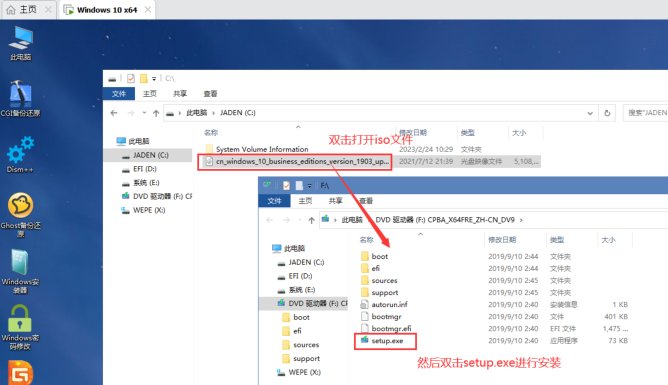 主页 × Windows 10 x64 ×
此电脑
CGI备份还原
Dism++
Ghost备份还原
Windows安
装器
Windows密
码修改
C:\
文件 主页 共享 查看
此电脑 › JADEN (C:)
搜索"JADEN
此电脑
JADEN (C:)
EFI (D:)
系统 (E:)
DVD 驱动器 (F:) CP
WEPE (X:)
名称 修改日期 类型 大小
System Volume Information 2023/2/24 10:29 文件夹
cn_windows_10_business_editions_version_1903_up... 2021/7/12 21:39 光盘映像文件 5,108,...
双击打开iso文件
F:\
文件 主页 共享 查看
此电脑 › DVD 驱动器 (F:) CPBA_X64FRE_ZH-CN_DV9 ›
此电脑
JADEN (C:)
EFI (D:)
系统 (E:)
DVD 驱动器 (F:) CP
boot
efi
sources
support
WEPE (X:)
名称 修改日期 类型 大小
boot 2019/9/10 2:44 文件夹
efi 2019/9/10 2:44 文件夹
sources 2019/9/10 2:45 文件夹
support 2019/9/10 2:45 文件夹
autorun.inf 2019/9/10 2:40 安装信息 1 KB
bootmgr 2019/9/10 2:40 文件 401 KB
bootmgr.efi 2019/9/10 2:40 EFI 文件 1,475 ...
setup.exe 2019/9/10 2:40 应用程序 73 KB
然后双击setup.exe进行安装